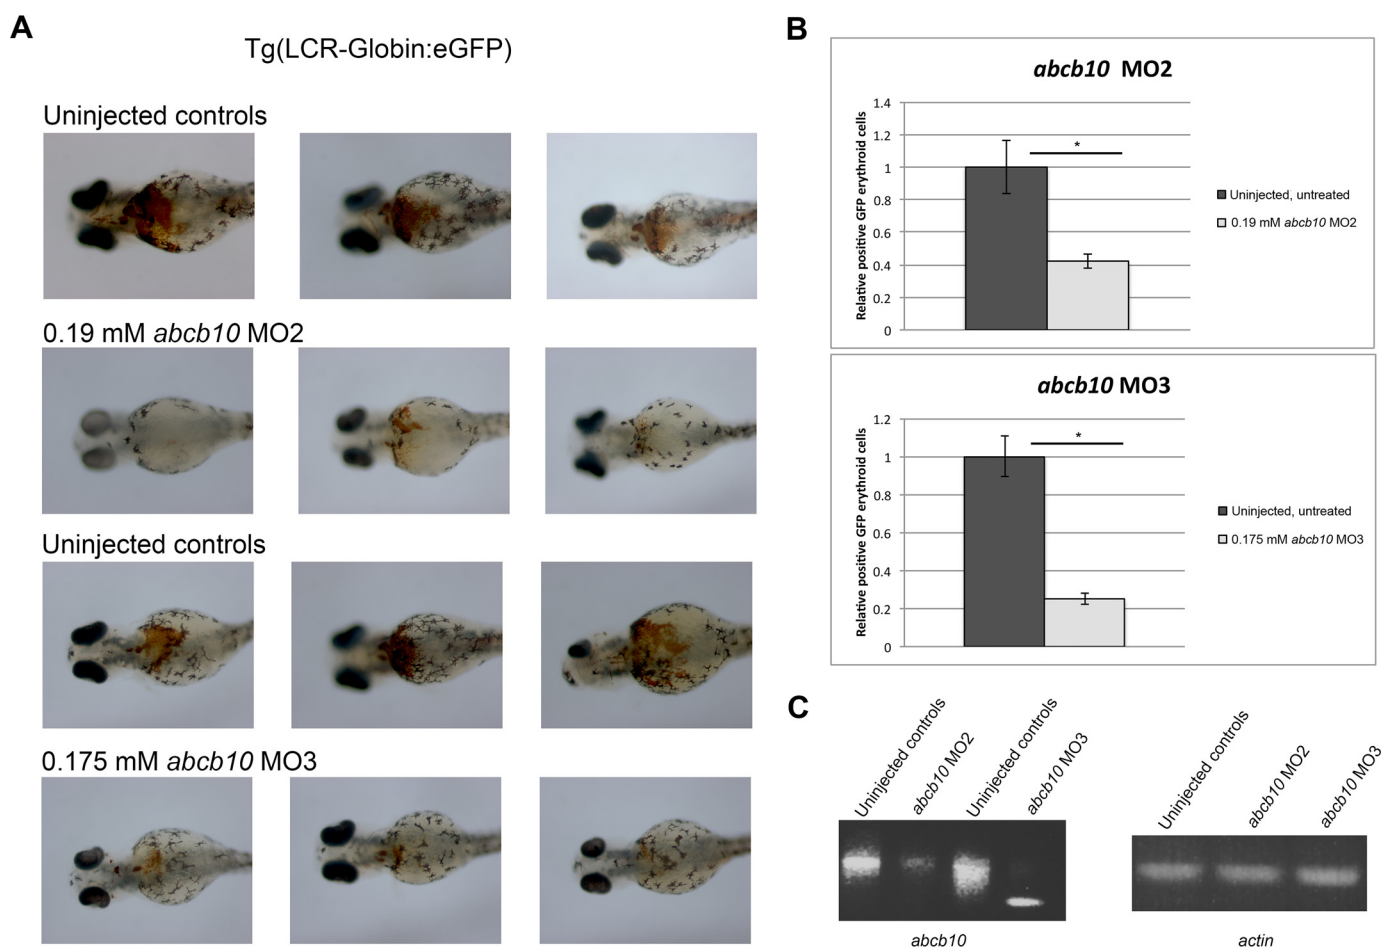 A
Tg(LCR-Globin:eGFP)
Uninjected controls
0.19 mM abcb10 MO2
Uninjected controls
0.175 mM abcb10 MO3
B
abcb10 MO2
Relative positive GFP erythroid cells
1.4
1.2
1
0.8
0.6
0.4
0.2
0
*
Uninjected, untreated
0.19 mM abcb10 MO2
abcb10 MO3
Relative positive GFP erythroid cells
1.2
1
0.8
0.6
0.4
0.2
0
*
Uninjected, untreated
0.175 mM abcb10 MO3
C
Uninjected controls
abcb10 MO2
Uninjected controls
abcb10 MO3
abcb10
Uninjected controls
abcb10 MO2
abcb10 MO3
actin